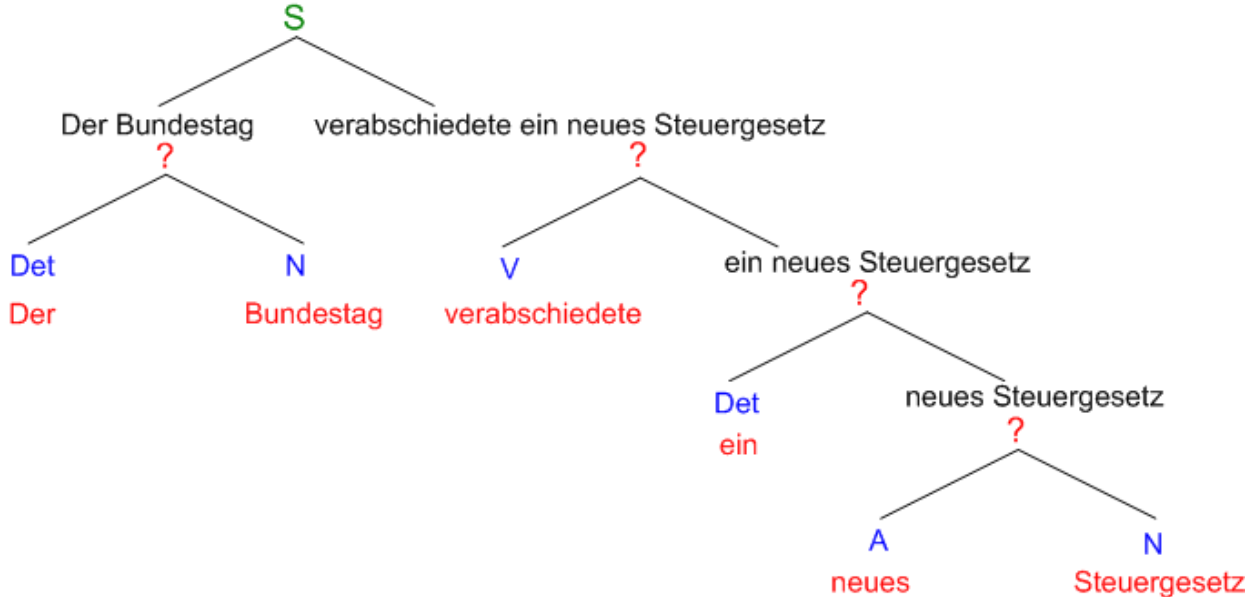 S
Der Bundestag verabschiedete ein neues Steuergesetz
? ?
Det N V ein neues Steuergesetz
?
Der Bundestag verabschiedete
Det neues Steuergesetz
ein ?
A N
neues Steuergesetz